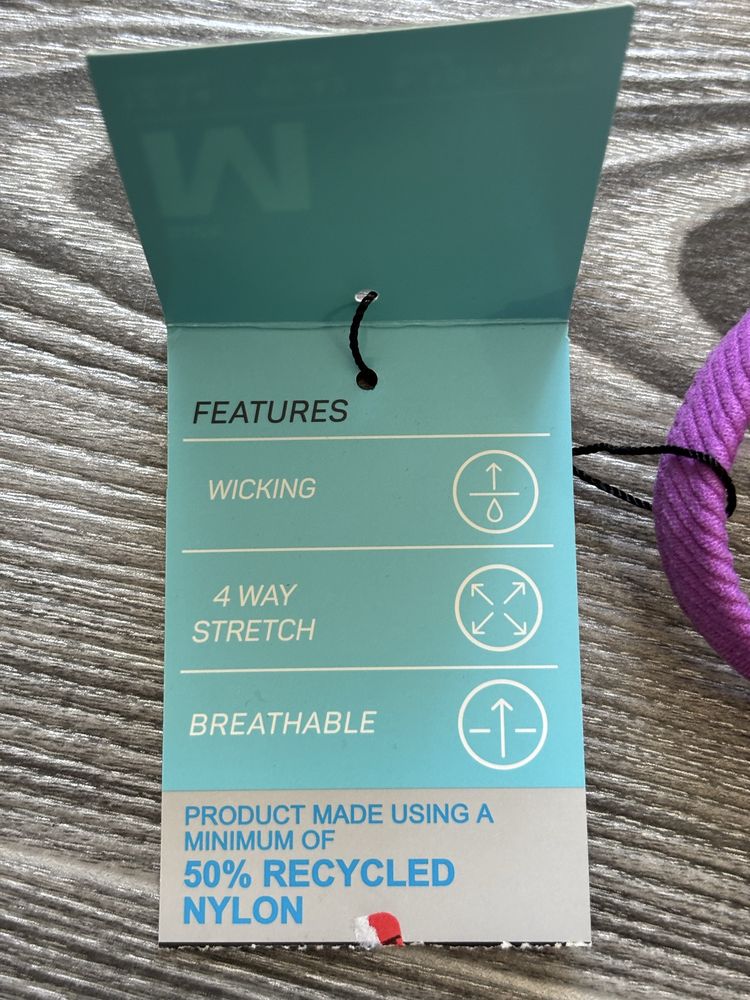 M
FEATURES
WICKING
4 WAY
STRETCH
BREATHABLE
PRODUCT MADE USING A
MINIMUM OF
50% RECYCLED
NYLON